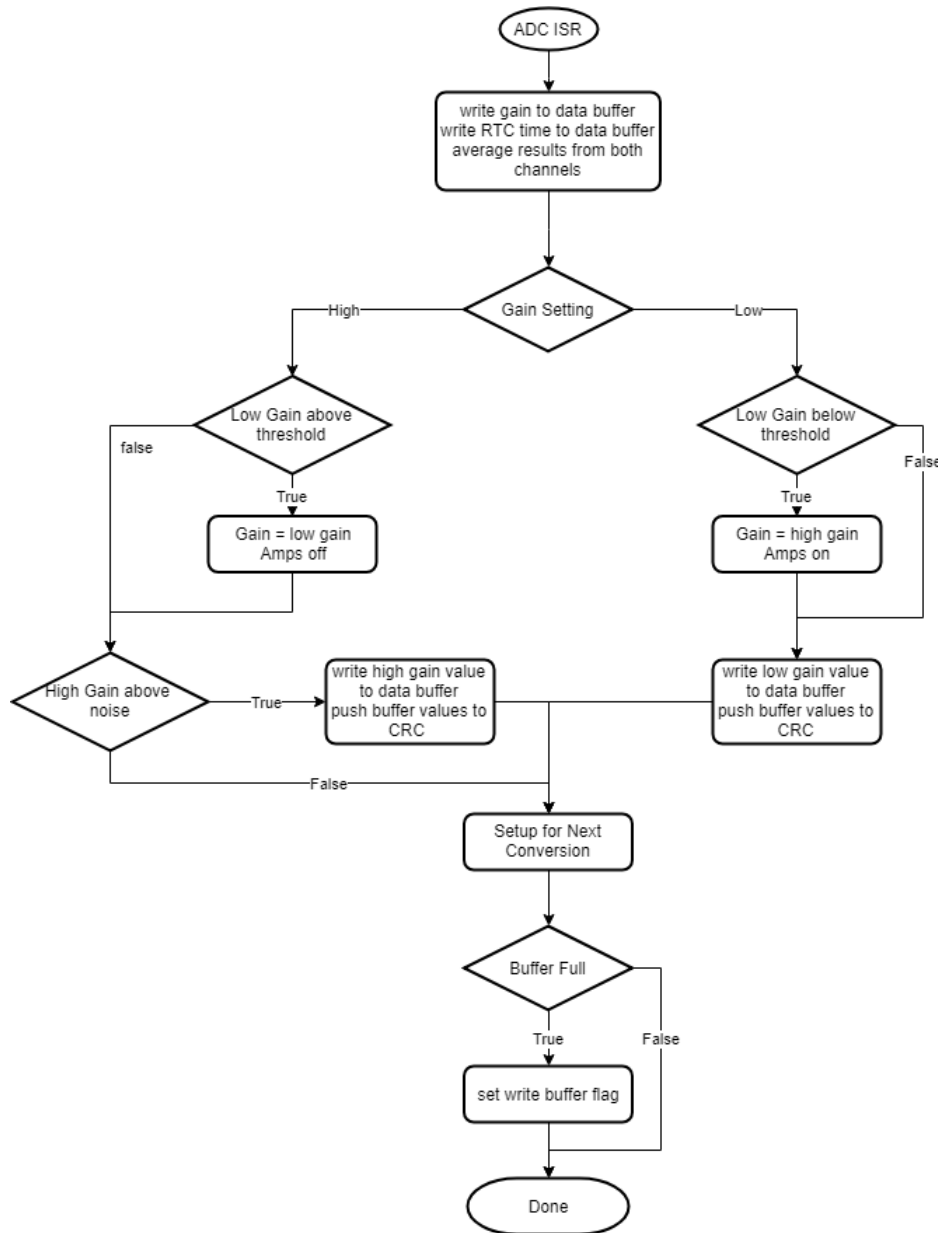 ADC ISR
write gain to data buffer
write RTC time to data buffer
average results from both
channels
Gain Setting
High
Low
Low Gain above
threshold
Low Gain below
threshold
false
False
True
True
Gain = low gain
Amps off
Gain = high gain
Amps on
High Gain above
noise
True
write high gain value
to data buffer
push buffer values to
CRC
write low gain value
to data buffer
push buffer values to
CRC
False
Setup for Next
Conversion
Buffer Full
True
False
set write buffer flag
Done